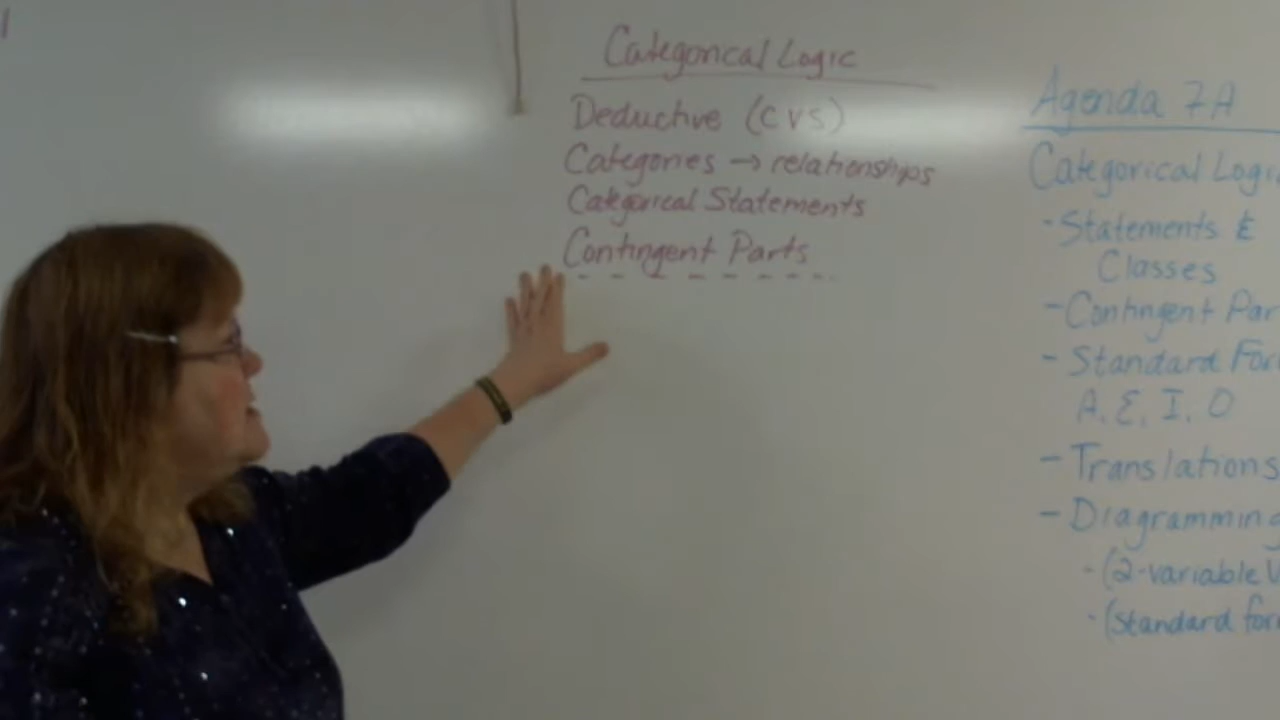 Categorical Logic
Deductive (CVS)
Categories → relationships
Categorical Statements
Contingent Parts
Agenda 7A
Categorical Logic
- Statements &
Classes
- Contingent Par
- Standard For
A, E, I, O
- Translations
- Diagramming
- (2-variable V
- (standard for